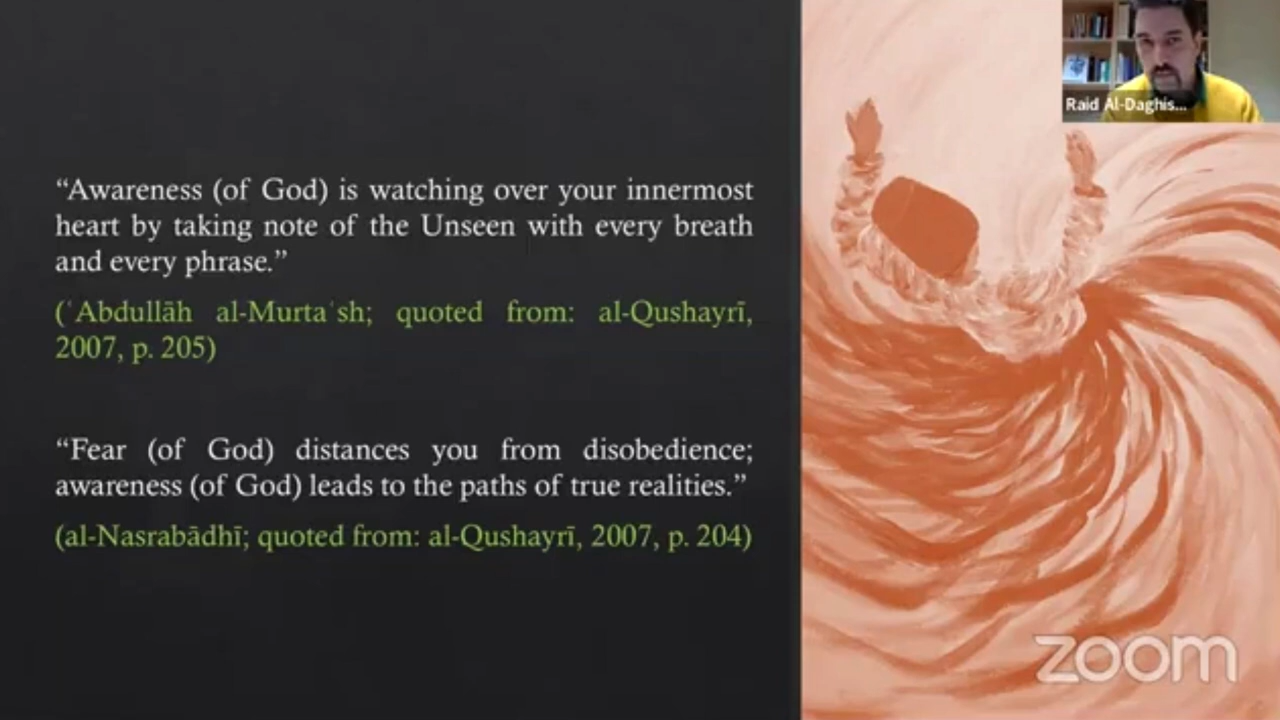 “Awareness (of God) is watching over your innermost
heart by taking note of the Unseen with every breath
and every phrase.”
(ʿAbdullāh al-Murtaʿsh; quoted from: al-Qushayrī,
2007, p. 205)
“Fear (of God) distances you from disobedience;
awareness (of God) leads to the paths of true realities.”
(al-Nasrabādhī; quoted from: al-Qushayrī, 2007, p. 204)
Raid Al-Daghis...
zoom